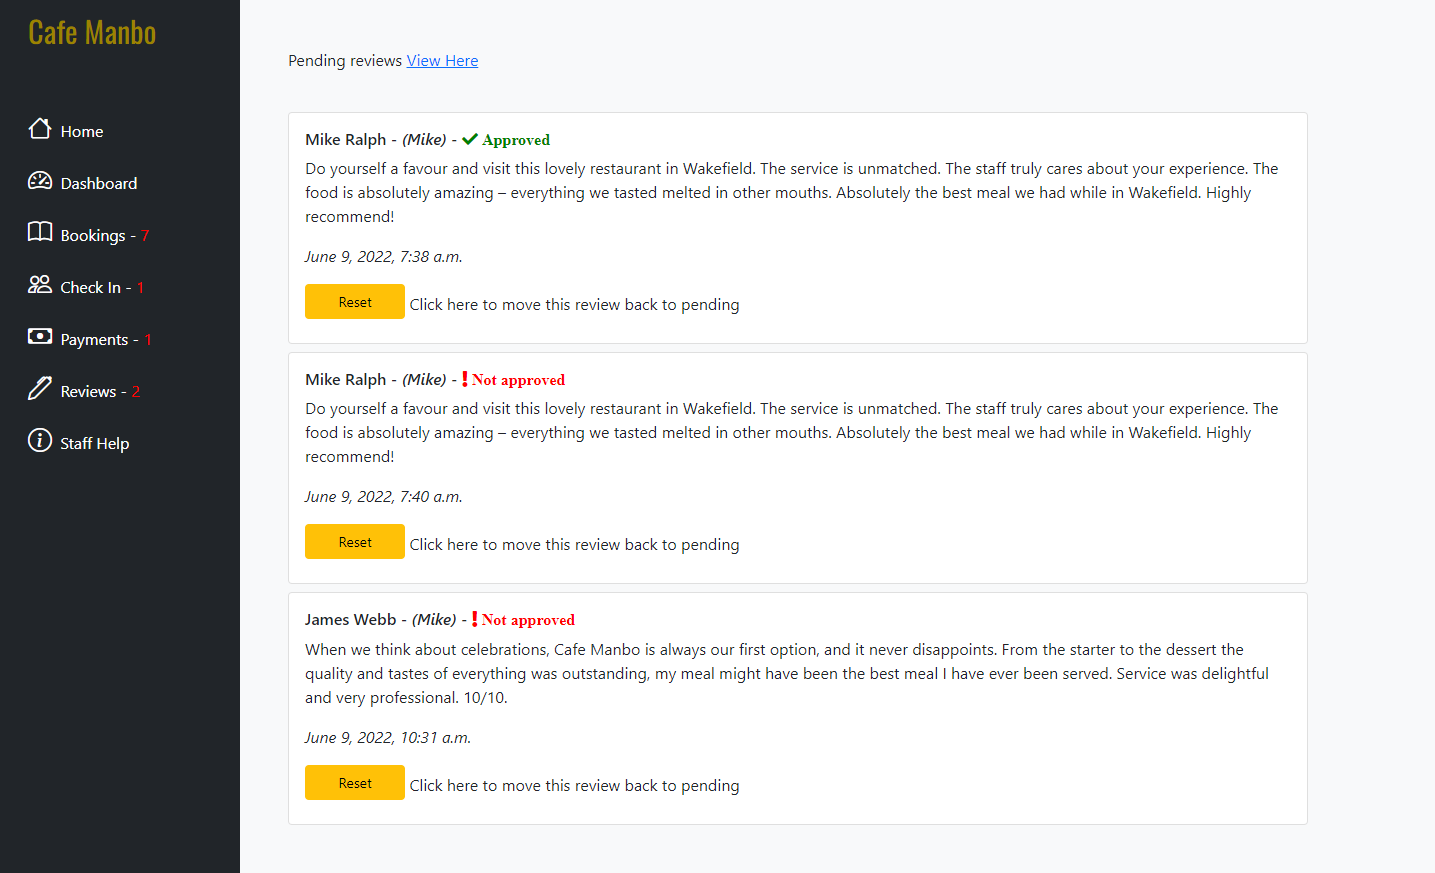 Cafe Manbo
Home
Dashboard
Bookings - 7
Check In - 1
Payments - 1
Reviews - 2
Staff Help
Pending reviews View Here
Mike Ralph - (Mike) - Approved
Do yourself a favour and visit this lovely restaurant in Wakefield. The service is unmatched. The staff truly cares about your experience. The
food is absolutely amazing – everything we tasted melted in other mouths. Absolutely the best meal we had while in Wakefield. Highly
recommend!
June 9, 2022, 7:38 a.m.
Reset Click here to move this review back to pending
Mike Ralph - (Mike) - ! Not approved
Do yourself a favour and visit this lovely restaurant in Wakefield. The service is unmatched. The staff truly cares about your experience. The
food is absolutely amazing – everything we tasted melted in other mouths. Absolutely the best meal we had while in Wakefield. Highly
recommend!
June 9, 2022, 7:40 a.m.
Reset Click here to move this review back to pending
James Webb - (Mike) - ! Not approved
When we think about celebrations, Cafe Manbo is always our first option, and it never disappoints. From the starter to the dessert the
quality and tastes of everything was outstanding, my meal might have been the best meal I have ever been served. Service was delightful
and very professional. 10/10.
June 9, 2022, 10:31 a.m.
Reset Click here to move this review back to pending